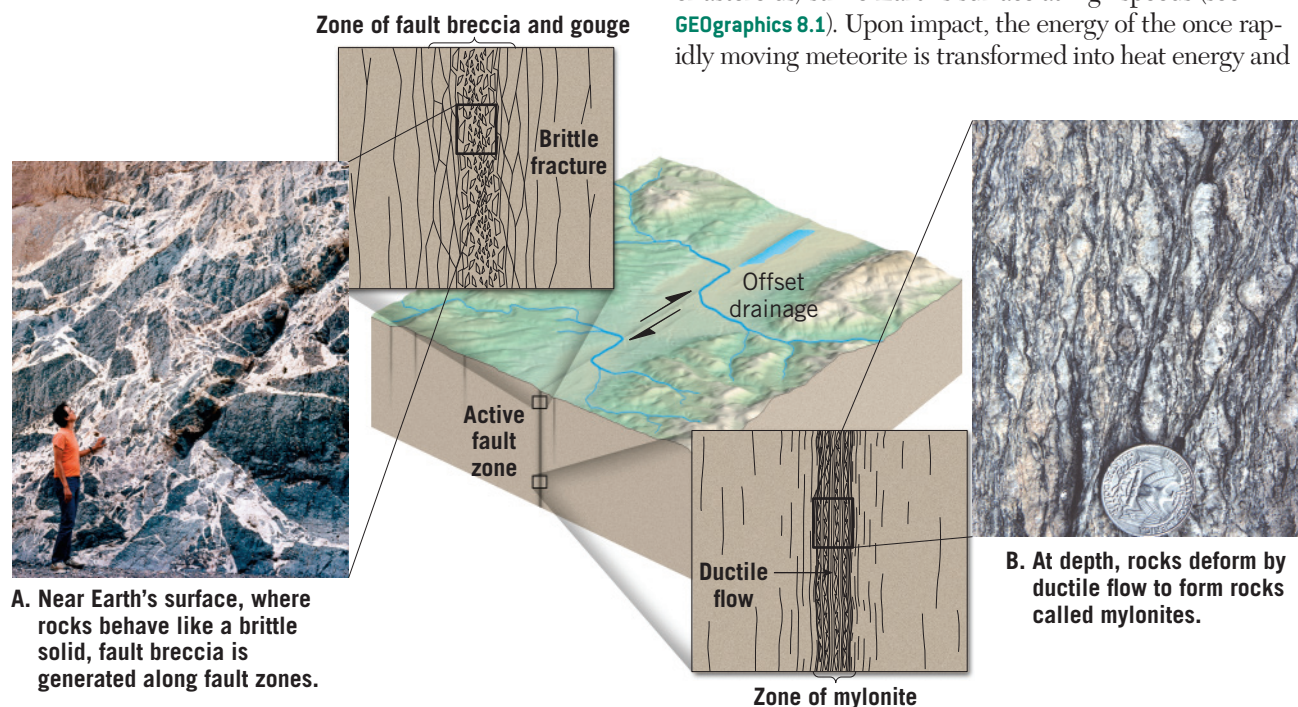 GEOgraphics 8.1). Upon impact, the energy of the once rap-
idly moving meteorite is transformed into heat energy and
Zone of fault breccia and gouge
Brittle
fracture
Offset
drainage
Active
fault
zone
Ductile
flow
Zone of mylonite
A. Near Earth's surface, where
rocks behave like a brittle
solid, fault breccia is
generated along fault zones.
B. At depth, rocks deform by
ductile flow to form rocks
called mylonites.